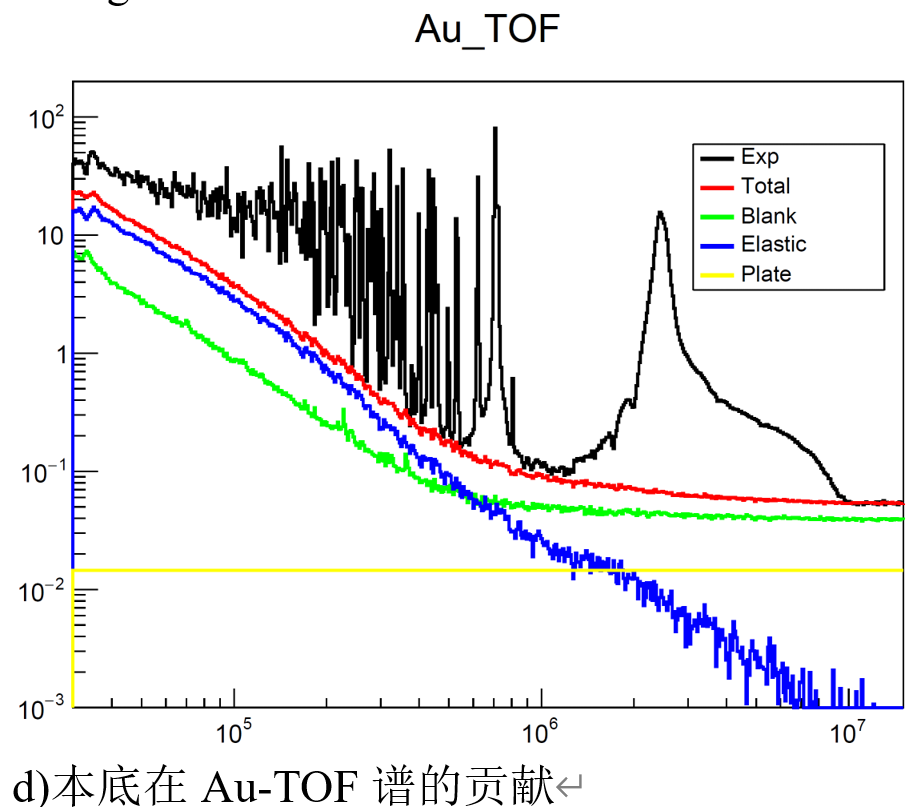 Au_TOF
10²
10
1
10⁻¹
10⁻²
10⁻³
Exp
Total
Blank
Elastic
Plate
10⁵ 10⁶ 10⁷
d)本底在 Au-TOF 谱的贡献↵